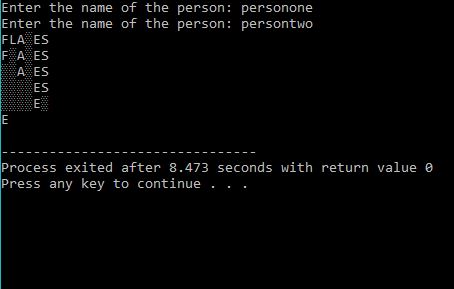 Enter the name of the person: personone
Enter the name of the person: persontwo
FLA░ES
F░A░ES
░░A░ES
░░░░ES
░░░░E░
E
--------------------------------
Process exited after 8.473 seconds with return value 0
Press any key to continue . . .